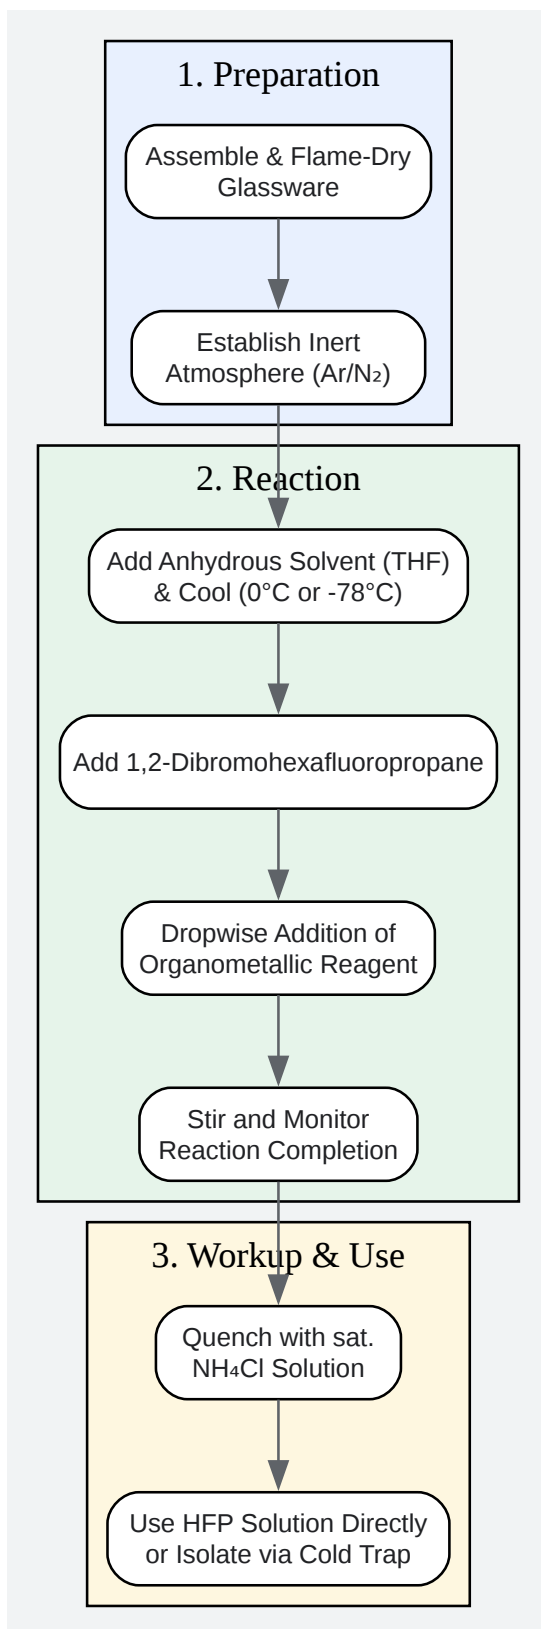 1. Preparation
Assemble & Flame-Dry
Glassware
Establish Inert
Atmosphere (Ar/N₂)
2. Reaction
Add Anhydrous Solvent (THF)
& Cool (0°C or -78°C)
Add 1,2-Dibromohexafluoropropane
Dropwise Addition of
Organometallic Reagent
Stir and Monitor
Reaction Completion
3. Workup & Use
Quench with sat.
NH₄Cl Solution
Use HFP Solution Directly
or Isolate via Cold Trap